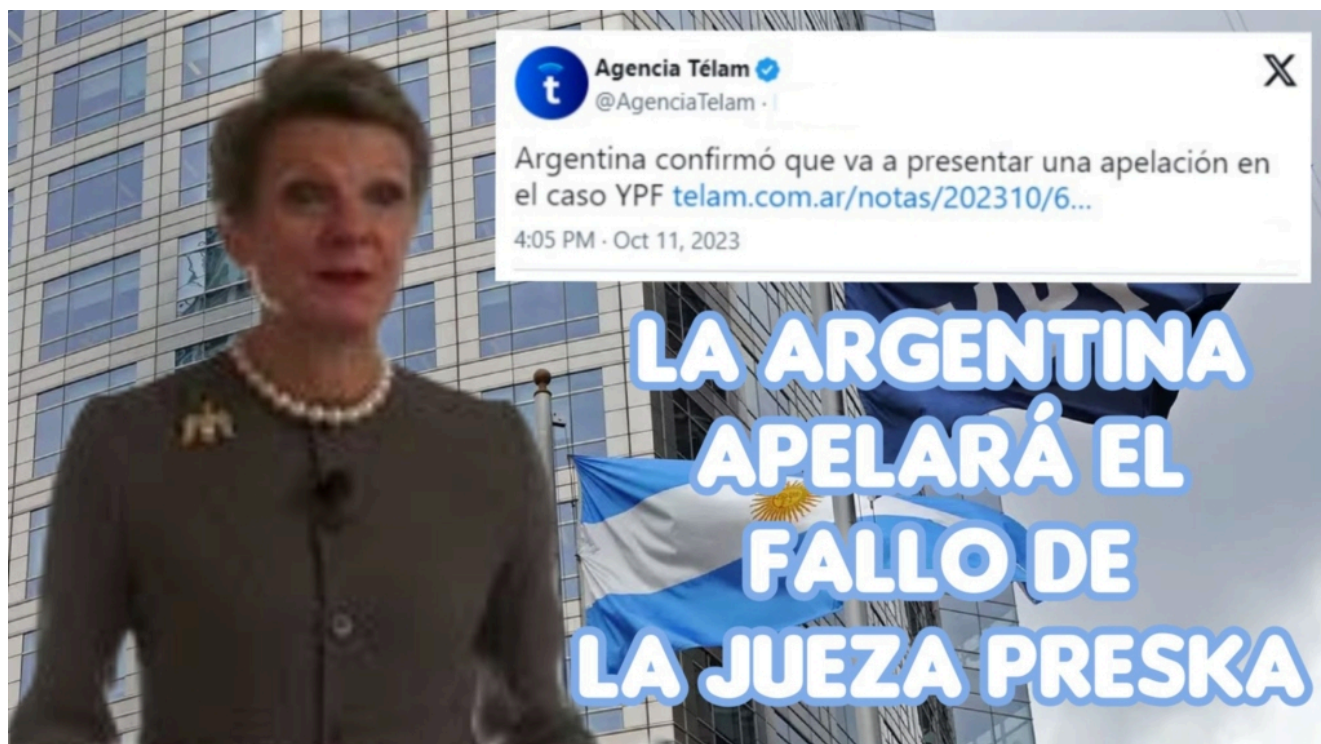 Agencia Télam
@AgenciaTelam ·
Argentina confirmó que va a presentar una apelación en
el caso YPF telam.com.ar/notas/202310/6...
4:05 PM · Oct 11, 2023
LA ARGENTINA
APELARÁ EL
FALLO DE
LA JUEZA PRESKA